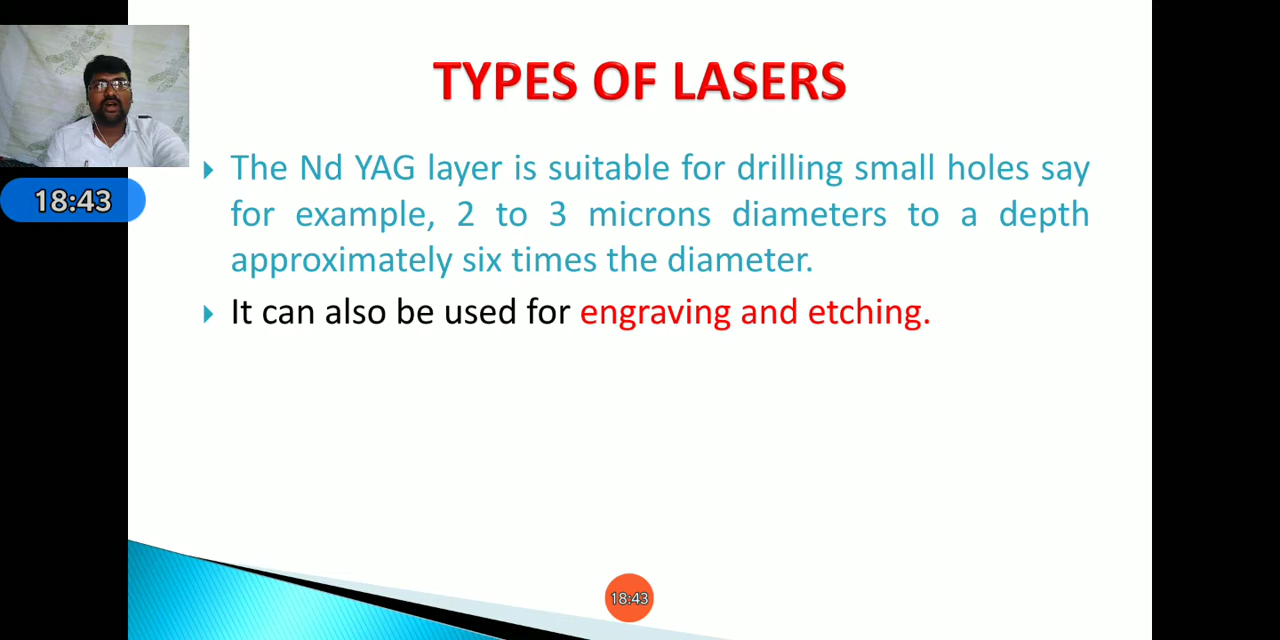 TYPES OF LASERS
18:43
The Nd YAG layer is suitable for drilling small holes say
for example, 2 to 3 microns diameters to a depth
approximately six times the diameter.
It can also be used for engraving and etching.
18:43